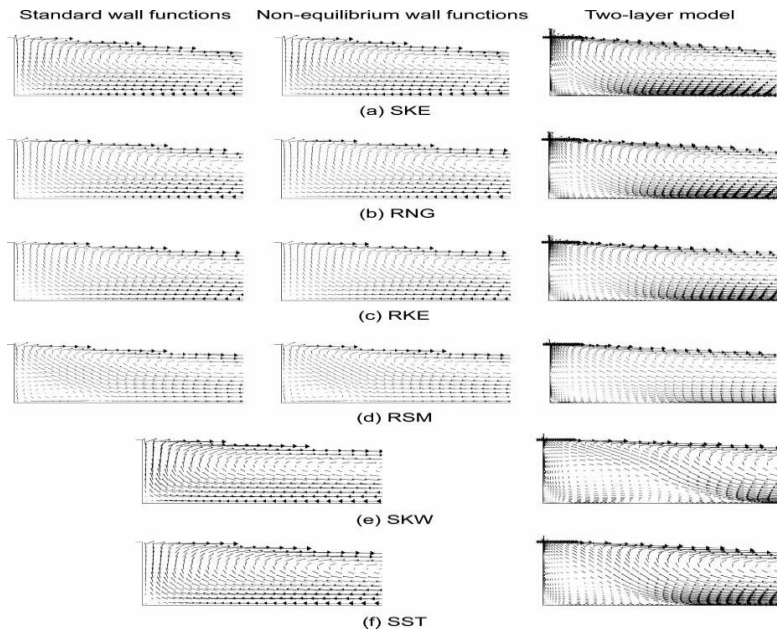 Standard wall functions
Non-equilibrium wall functions
Two-layer model
(a) SKE
(b) RNG
(c) RKE
(d) RSM
(e) SKW
(f) SST